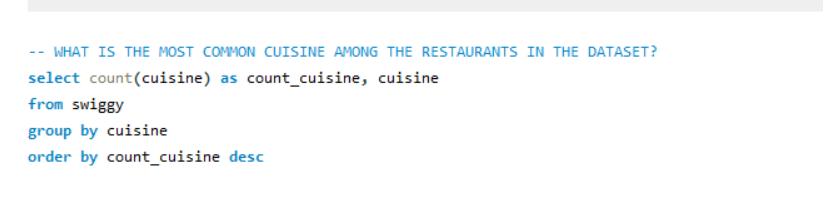 -- WHAT IS THE MOST COMMON CUISINE AMONG THE RESTAURANTS IN THE DATASET?
select count(cuisine) as count_cuisine, cuisine
from swiggy
group by cuisine
order by count_cuisine desc